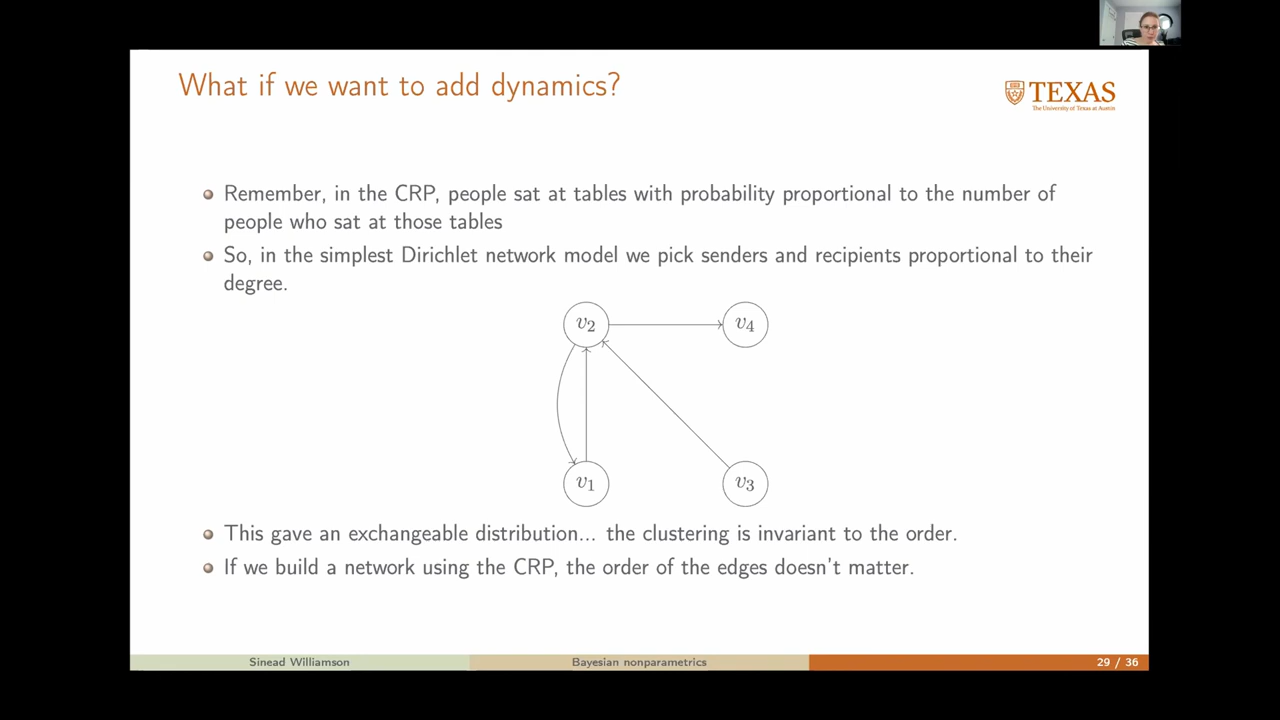 What if we want to add dynamics?
TEXAS
The University of Texas at Austin
Remember, in the CRP, people sat at tables with probability proportional to the number of
people who sat at those tables
So, in the simplest Dirichlet network model we pick senders and recipients proportional to their
degree.
v2
v4
v1
v3
This gave an exchangeable distribution... the clustering is invariant to the order.
If we build a network using the CRP, the order of the edges doesn't matter.
Sinead Williamson
Bayesian nonparametrics
29 / 36